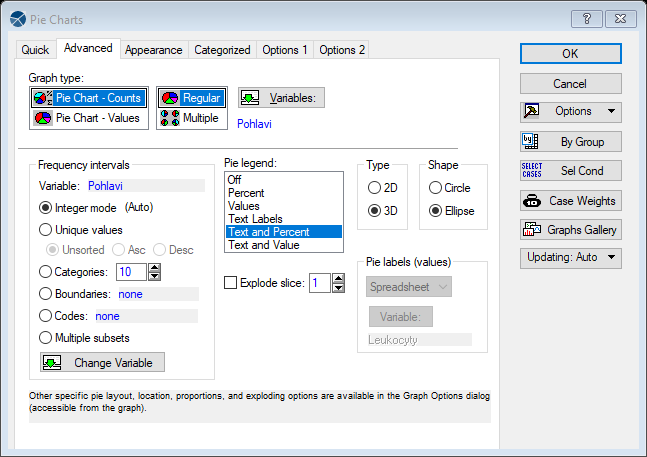 Pie Charts
Quick Advanced Appearance Categorized Options 1 Options 2
Graph type:
Pie Chart - Counts
Pie Chart - Values
Regular
Multiple
Variables:
Pohlavi
Frequency intervals
Variable: Pohlavi
Integer mode (Auto)
Unique values
Unsorted Asc Desc
Categories: 10
Boundaries: none
Codes: none
Multiple subsets
Change Variable
Pie legend:
Off
Percent
Values
Text Labels
Text and Percent
Text and Value
Explode slice: 1
Type
2D
3D
Shape
Circle
Ellipse
Pie labels (values)
Spreadsheet
Variable:
Leukocyty
Other specific pie layout, location, proportions, and exploding options are available in the Graph Options dialog
(accessible from the graph).
OK
Cancel
Options
By Group
SELECT CASES Sel Cond
Case Weights
Graphs Gallery
Updating: Auto